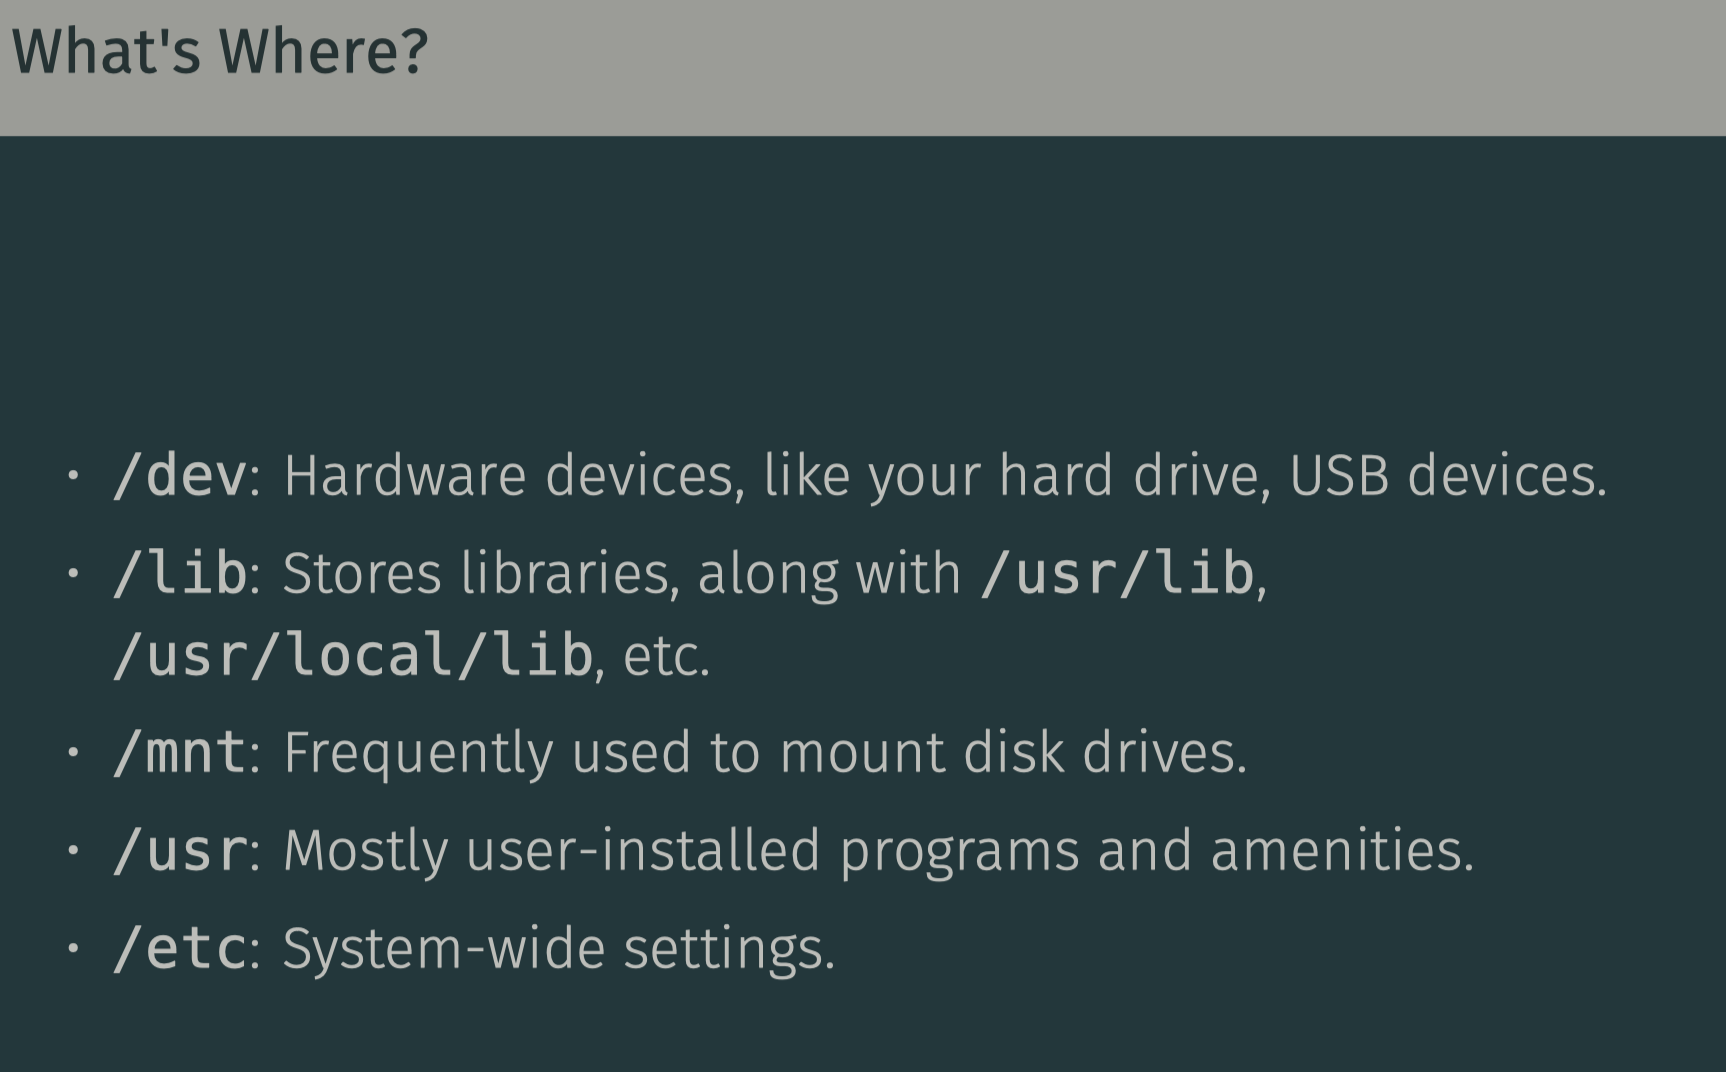 What's Where?
• /dev: Hardware devices, like your hard drive, USB devices.
• /lib: Stores libraries, along with /usr/lib,
/usr/local/lib, etc.
• /mnt: Frequently used to mount disk drives.
• /usr: Mostly user-installed programs and amenities.
• /etc: System-wide settings.